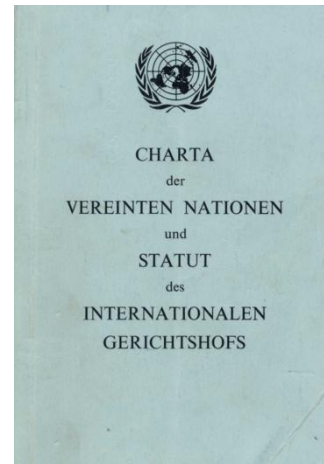 CHARTA
der
VEREINTEN NATIONEN
und
STATUT
des
INTERNATIONALEN
GERICHTSHOFS